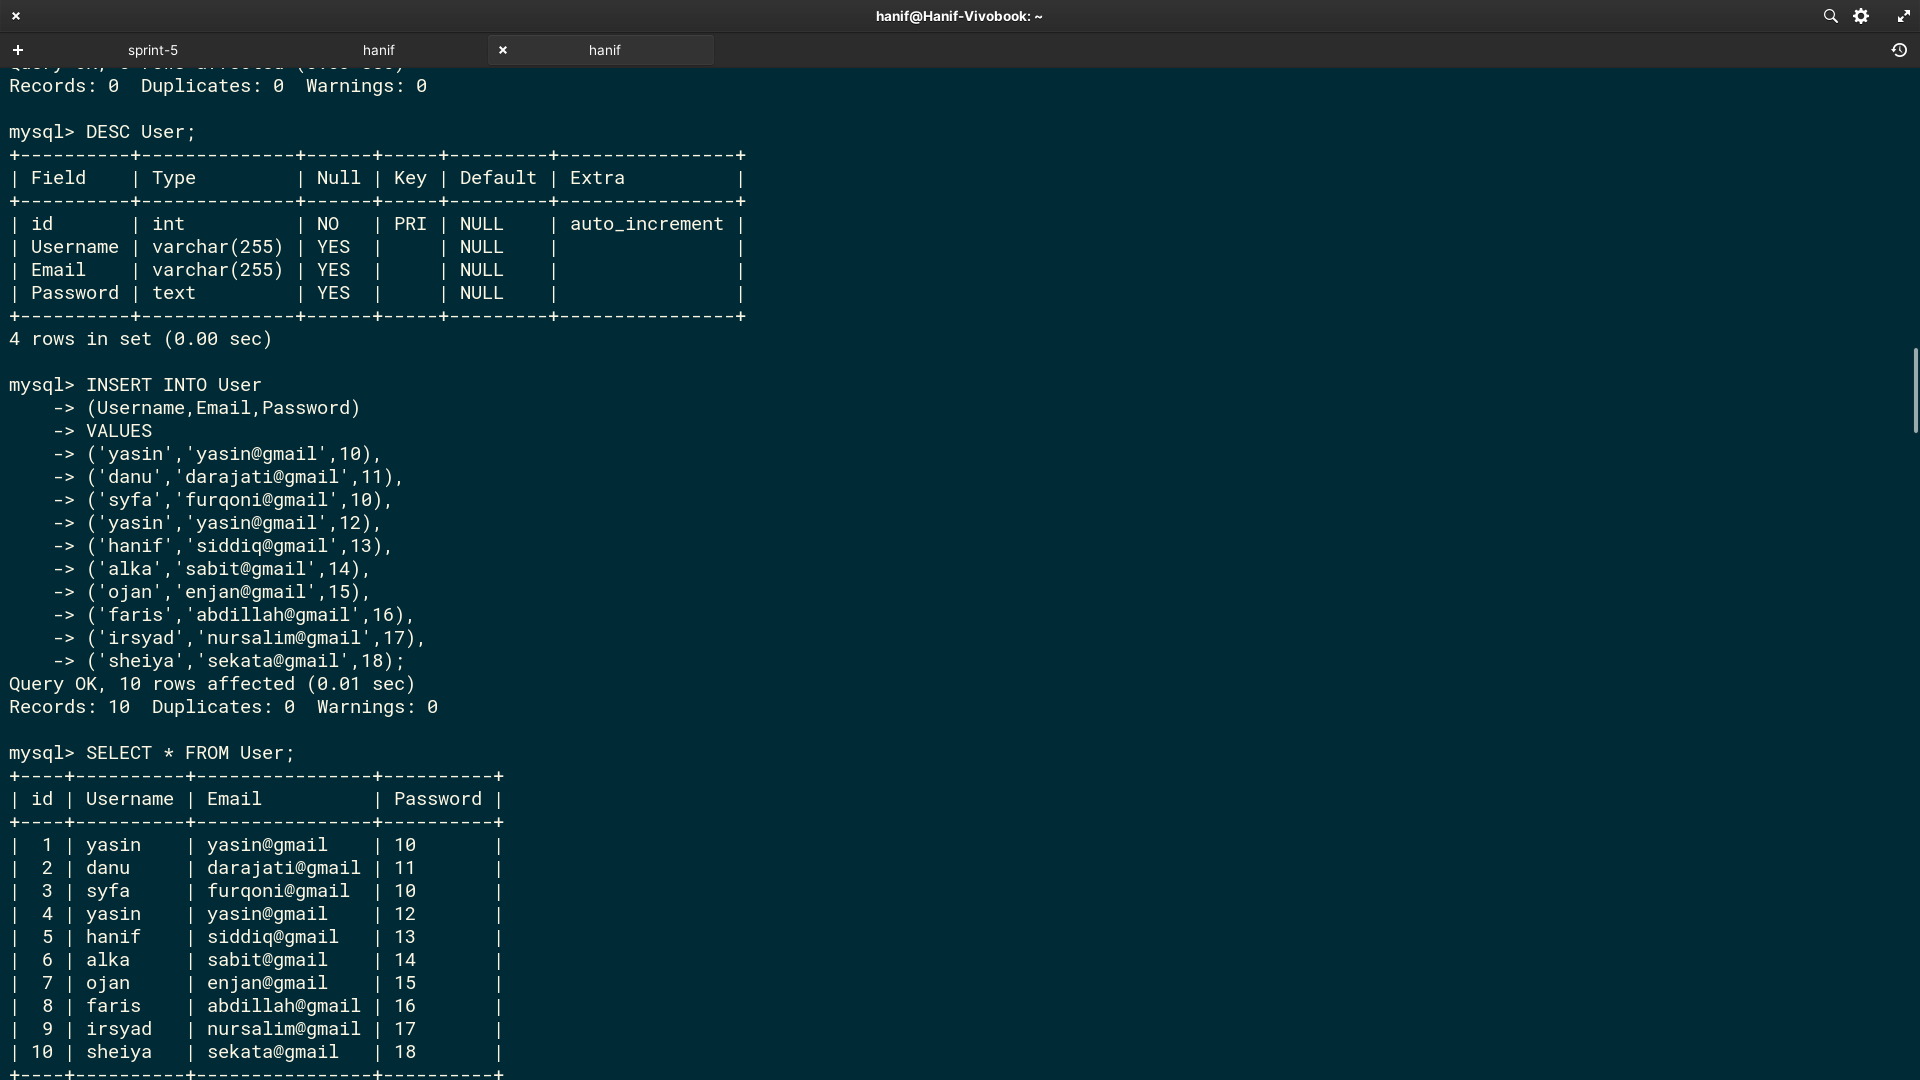 hanif@Hanif-Vivobook: ~
sprint-5 hanif hanif
Records: 0  Duplicates: 0  Warnings: 0

mysql> DESC User;
+----------+--------------+------+-----+---------+----------------+
| Field    | Type         | Null | Key | Default | Extra          |
+----------+--------------+------+-----+---------+----------------+
| id       | int          | NO   | PRI | NULL    | auto_increment |
| Username | varchar(255) | YES  |     | NULL    |                |
| Email    | varchar(255) | YES  |     | NULL    |                |
| Password | text         | YES  |     | NULL    |                |
+----------+--------------+------+-----+---------+----------------+
4 rows in set (0.00 sec)

mysql> INSERT INTO User
    -> (Username,Email,Password)
    -> VALUES
    -> ('yasin','yasin@gmail',10),
    -> ('danu','darajati@gmail',11),
    -> ('syfa','furqoni@gmail',10),
    -> ('yasin','yasin@gmail',12),
    -> ('hanif','siddiq@gmail',13),
    -> ('alka','sabit@gmail',14),
    -> ('ojan','enjan@gmail',15),
    -> ('faris','abdillah@gmail',16),
    -> ('irsyad','nursalim@gmail',17),
    -> ('sheiya','sekata@gmail',18);
Query OK, 10 rows affected (0.01 sec)
Records: 10  Duplicates: 0  Warnings: 0

mysql> SELECT * FROM User;
+----+----------+----------------+----------+
| id | Username | Email          | Password |
+----+----------+----------------+----------+
|  1 | yasin    | yasin@gmail    | 10       |
|  2 | danu     | darajati@gmail | 11       |
|  3 | syfa     | furqoni@gmail  | 10       |
|  4 | yasin    | yasin@gmail    | 12       |
|  5 | hanif    | siddiq@gmail   | 13       |
|  6 | alka     | sabit@gmail    | 14       |
|  7 | ojan     | enjan@gmail    | 15       |
|  8 | faris    | abdillah@gmail | 16       |
|  9 | irsyad   | nursalim@gmail | 17       |
| 10 | sheiya   | sekata@gmail   | 18       |
+----+----------+----------------+----------+